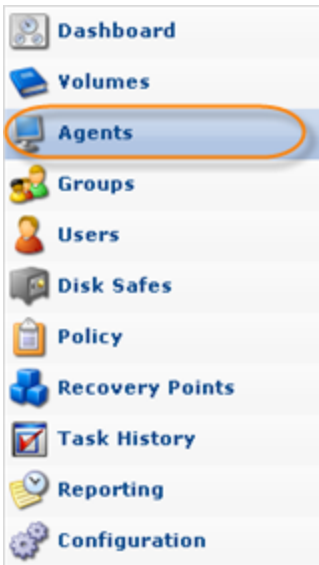 Dashboard
Volumes
Agents
Groups
Users
Disk Safes
Policy
Recovery Points
Task History
Reporting
Configuration